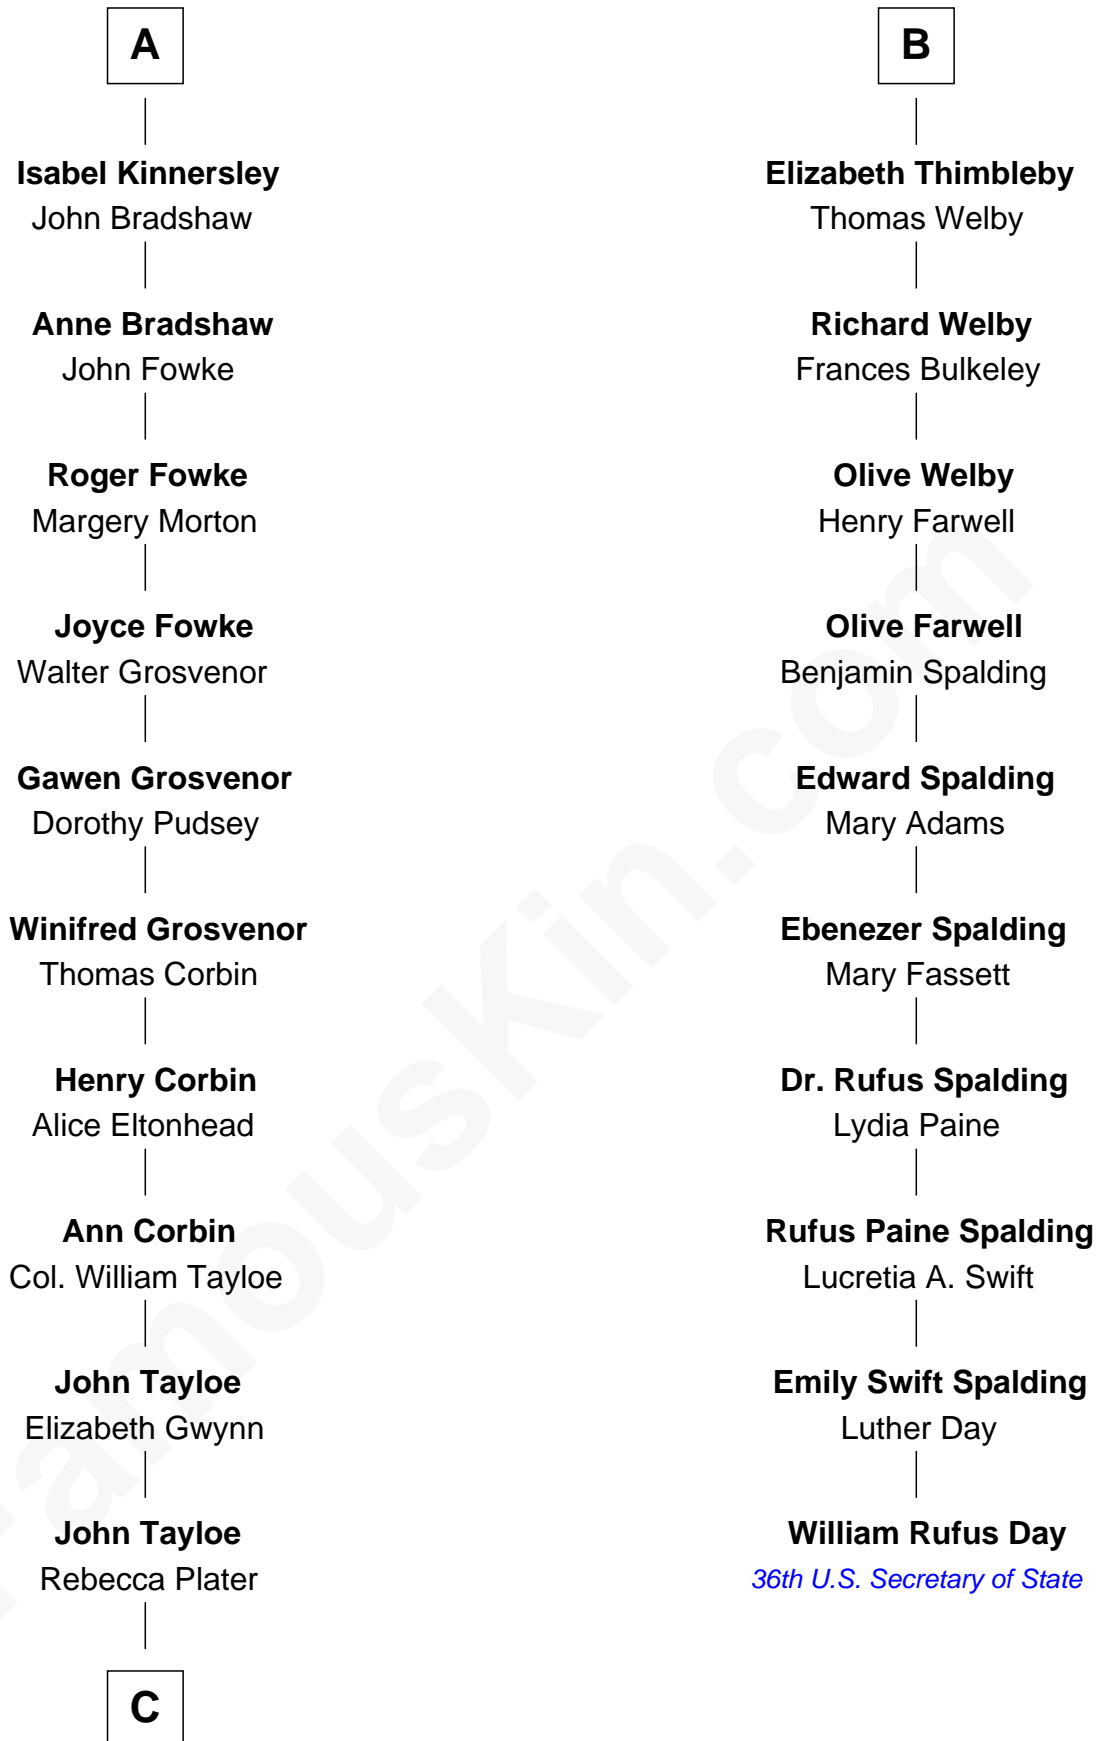 A
Isabel Kinnersley
John Bradshaw
Anne Bradshaw
John Fowke
Roger Fowke
Margery Morton
Joyce Fowke
Walter Grosvenor
Gawen Grosvenor
Dorothy Pudsey
Winifred Grosvenor
Thomas Corbin
Henry Corbin
Alice Eltonhead
Ann Corbin
Col. William Tayloe
John Tayloe
Elizabeth Gwynn
John Tayloe
Rebecca Plater
C
B
Elizabeth Thimbleby
Thomas Welby
Richard Welby
Frances Bulkeley
Olive Welby
Henry Farwell
Olive Farwell
Benjamin Spalding
Edward Spalding
Mary Adams
Ebenezer Spalding
Mary Fassett
Dr. Rufus Spalding
Lydia Paine
Rufus Paine Spalding
Lucretia A. Swift
Emily Swift Spalding
Luther Day
William Rufus Day
36th U.S. Secretary of State
FamousKin.com